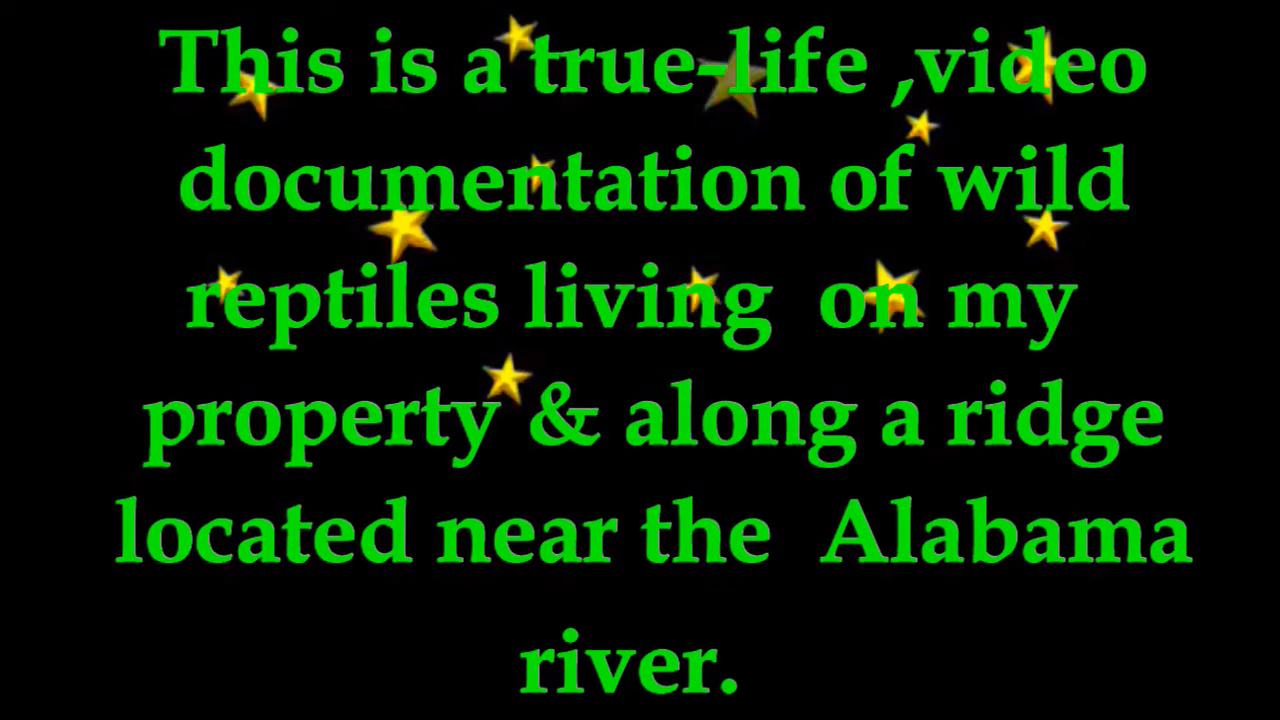 This is a true-life ,video
documentation of wild
reptiles living  on my
property & along a ridge
located near the  Alabama
river.